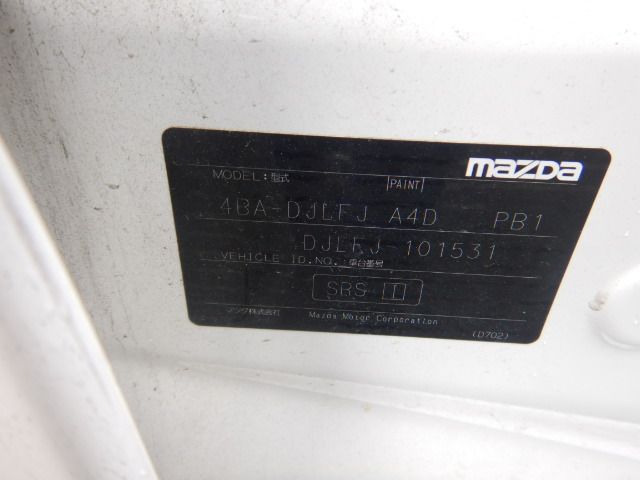 mazda
MODEL:型式 PAINT
4BA-DJLFJ A4D PB1
DJLFJ-101531
VEHICLE ID.NO.:車台番号
SRS II
マツダ株式会社 Mazda Motor Corporation
(D702)